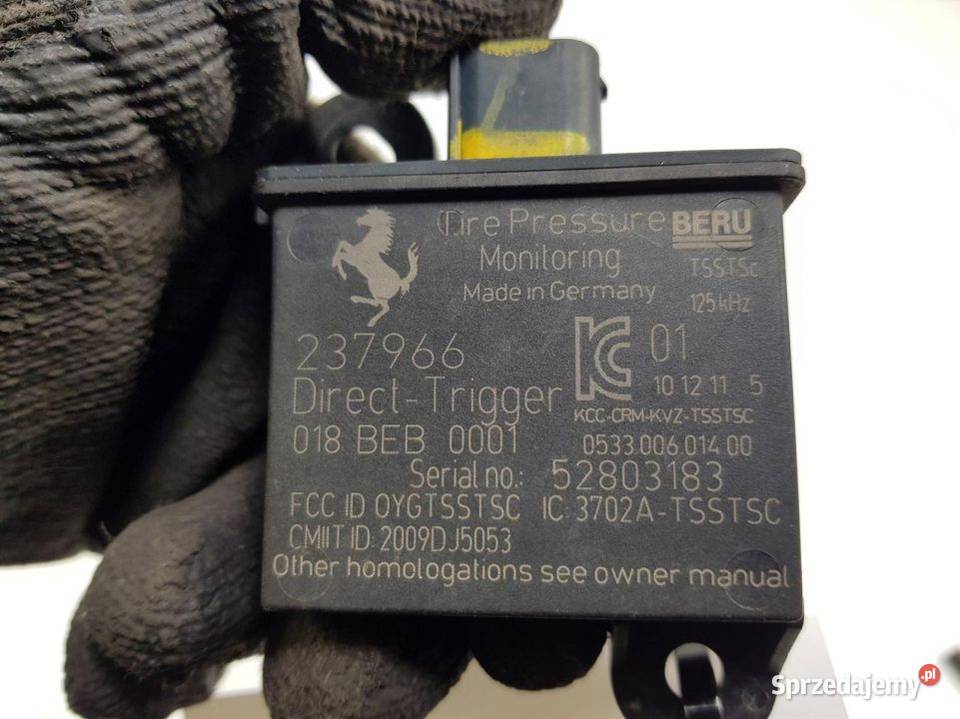 Tire Pressure BERU
Monitoring TSSTSc
Made in Germany 125 kHz
237966 KC 01
Direct-Trigger 10 12 11 5
KCC-CRM-KVZ-TSSTSC
018 BEB 0001 0533 006 014 00
Serial no.: 52803183
FCC ID OYGTSSTSC IC: 3702A-TSSTSC
CMIIT ID: 2009DJ5053
Other homologations see owner manual
Sprzedajemy .pl